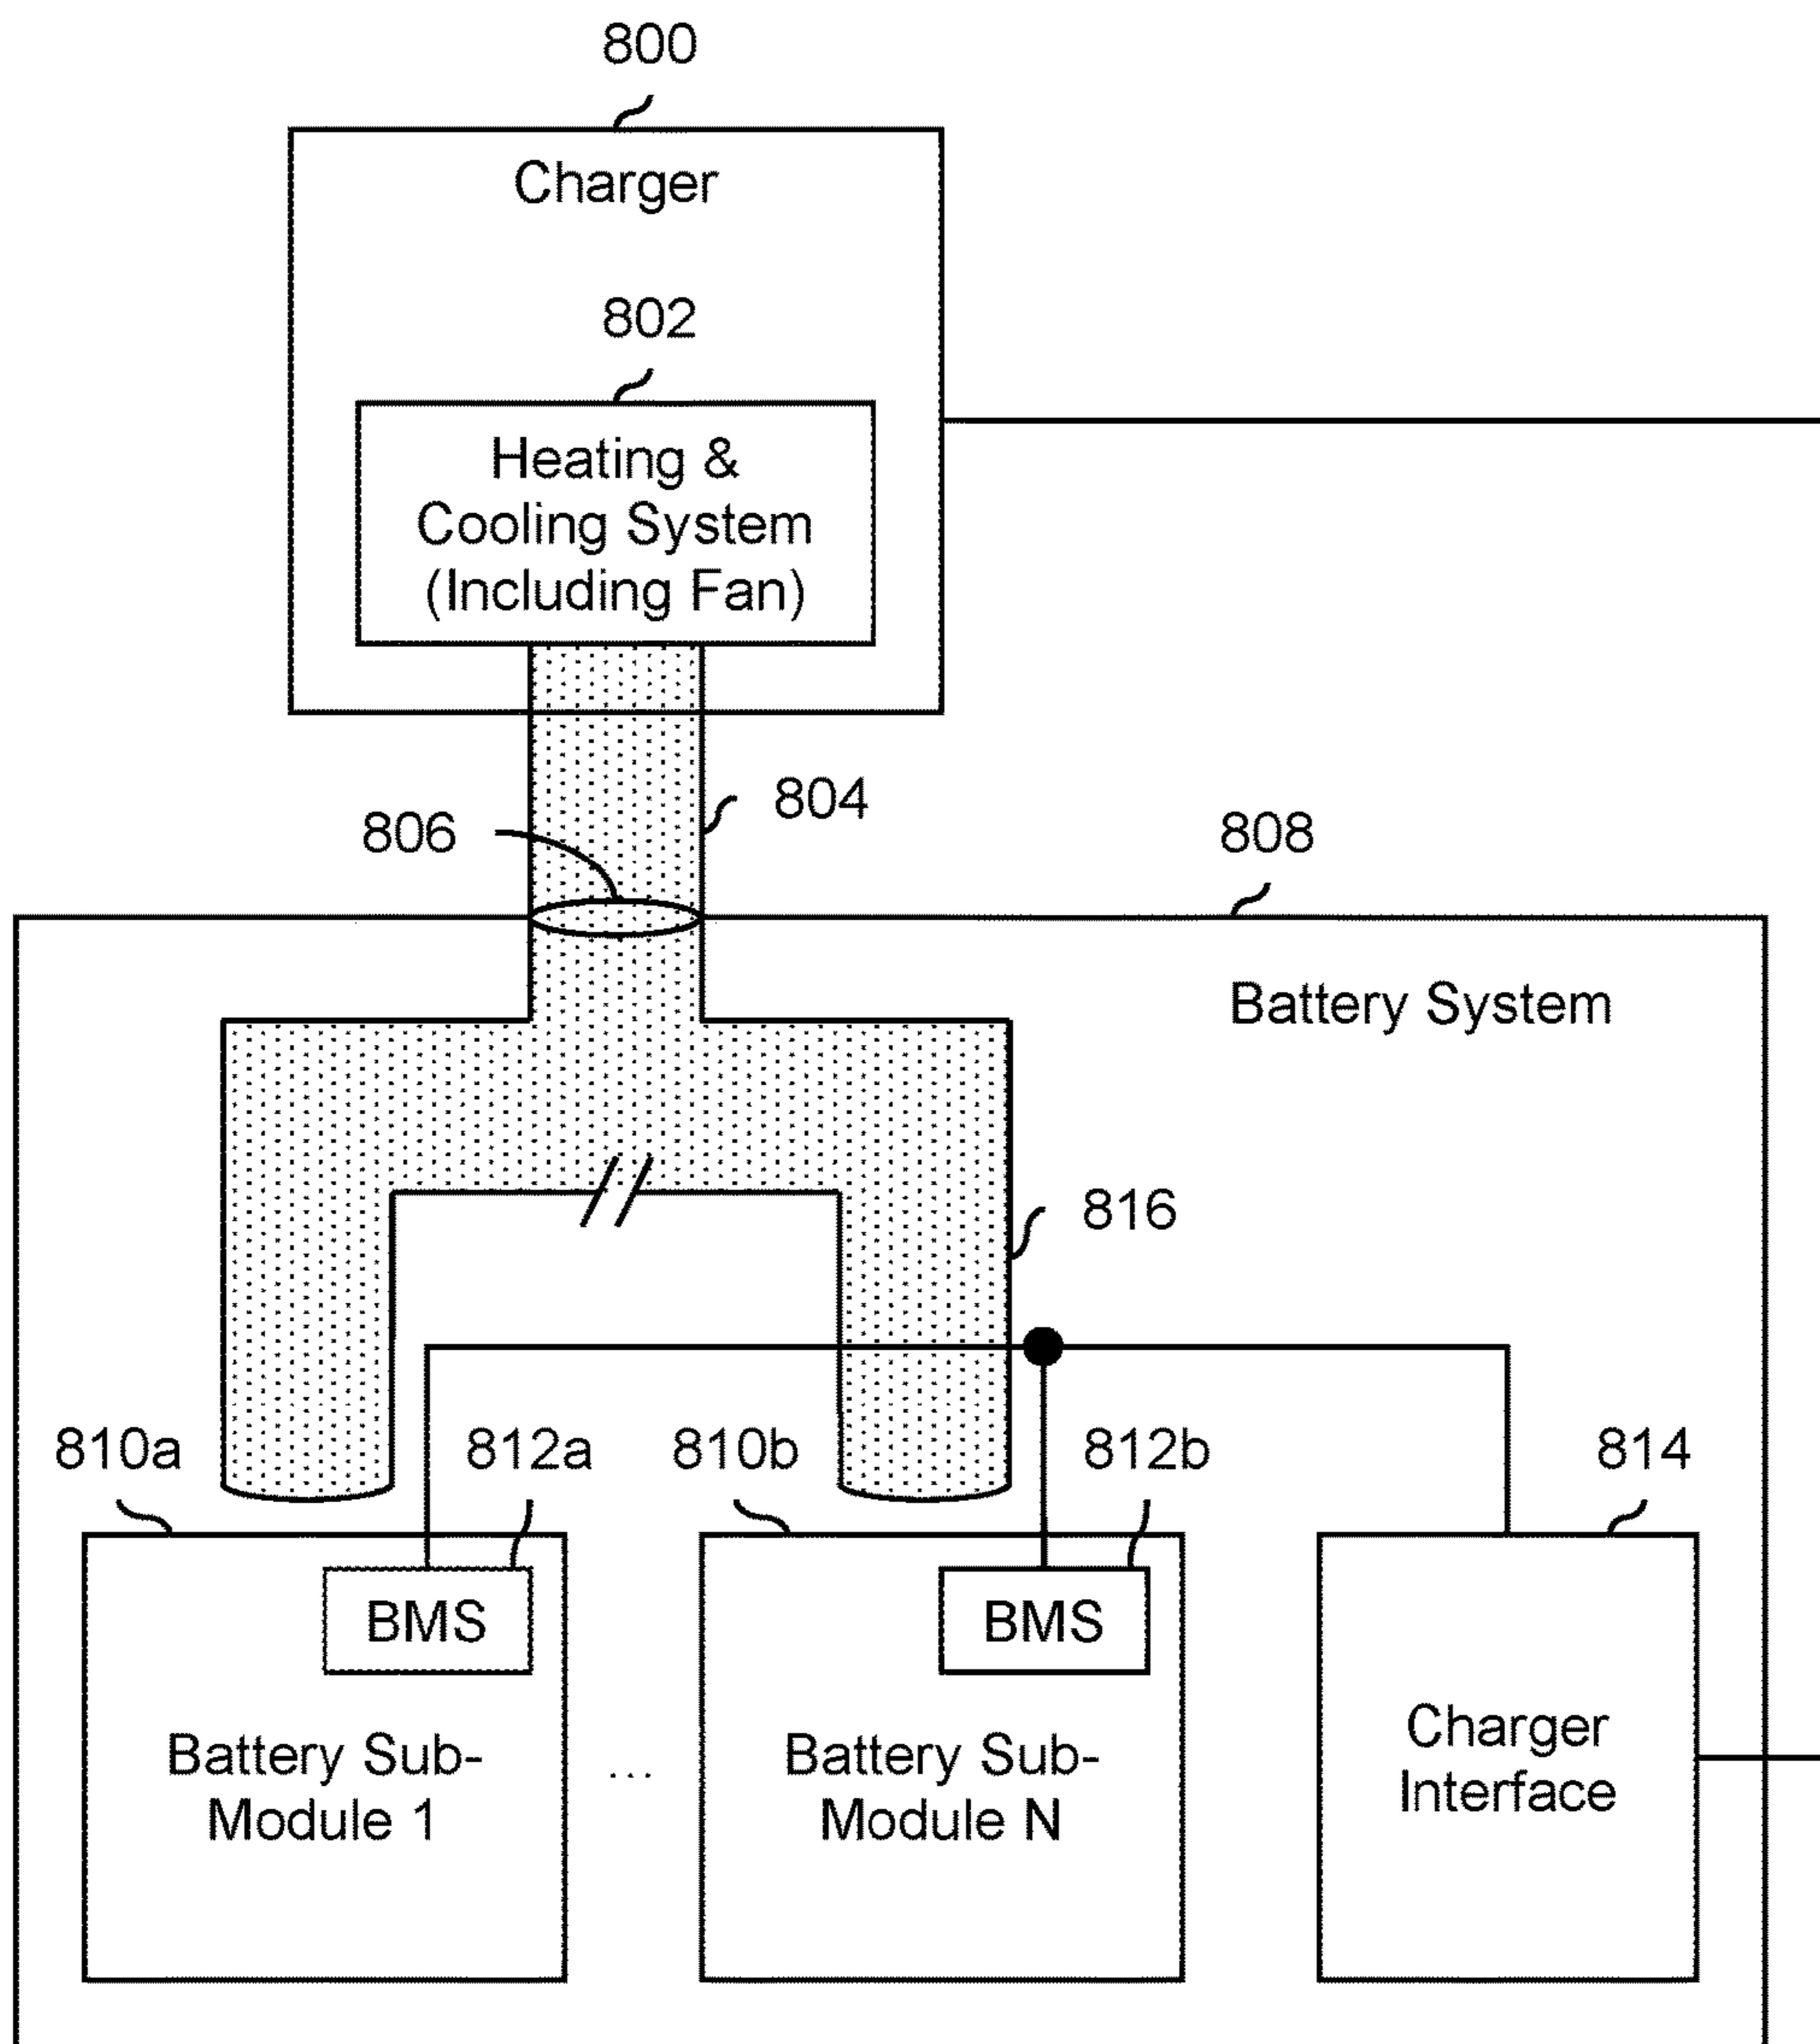 800
Charger
802
Heating &
Cooling System
(Including Fan)
804
806
808
Battery System
816
810a
812a
810b
812b
814
BMS
BMS
Battery Sub-
Module 1
...
Battery Sub-
Module N
Charger
Interface